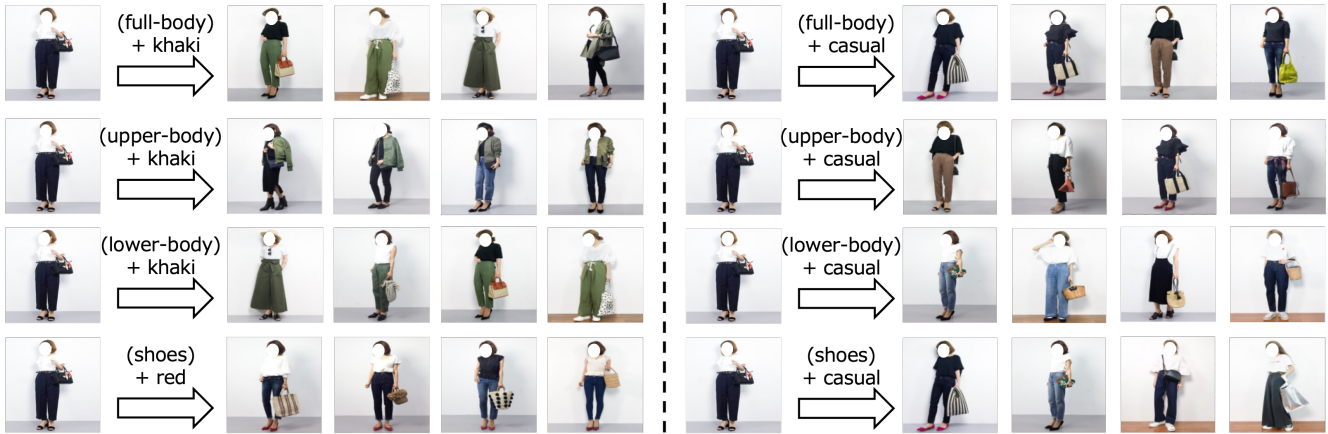 (full-body)
+ khaki
(full-body)
+ casual
(upper-body)
+ khaki
(upper-body)
+ casual
(lower-body)
+ khaki
(lower-body)
+ casual
(shoes)
+ red
(shoes)
+ casual